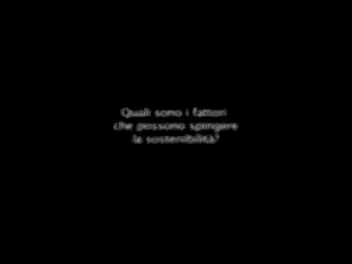 Quali sono i fattori
che possono spingere
la sostenibilità?